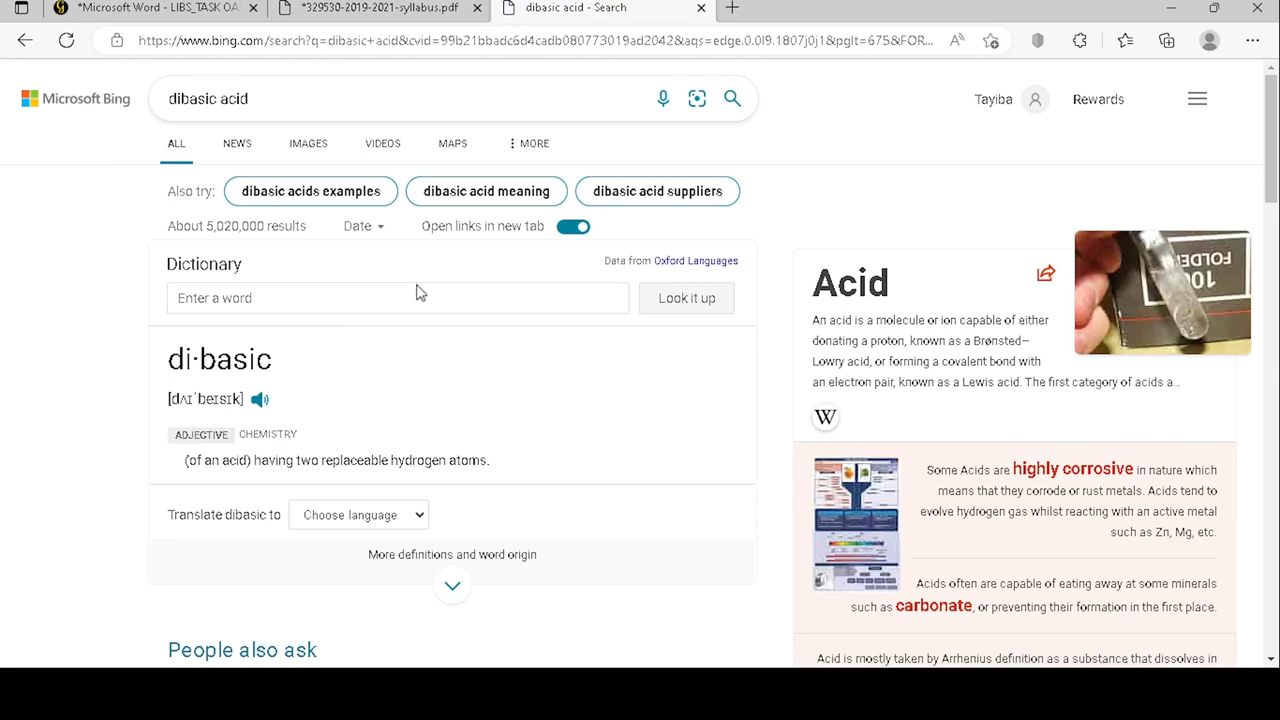 *Microsoft Word - LIBS_TASK OA
*329530-2019-2021-syllabus.pdf
dibasic acid - Search
https://www.bing.com/search?q=dibasic+acid&cvid=99b21bbadc6d4cadb080773019ad2042&aqs=edge.0.0l9.1807j0j1&pglt=675&FOR...
Microsoft Bing
dibasic acid
Tayiba
Rewards
ALL
NEWS
IMAGES
VIDEOS
MAPS
MORE
Also try:
dibasic acids examples
dibasic acid meaning
dibasic acid suppliers
About 5,020,000 results
Date
Open links in new tab
Dictionary
Data from Oxford Languages
Enter a word
Look it up
di·basic
[dʌɪˈbeɪsɪk]
ADJECTIVE CHEMISTRY
(of an acid) having two replaceable hydrogen atoms.
Translate dibasic to
Choose language
More definitions and word origin
People also ask
Acid
An acid is a molecule or ion capable of either
donating a proton, known as a Brønsted–
Lowry acid, or forming a covalent bond with
an electron pair, known as a Lewis acid. The first category of acids a...
W
100
FOLDER
Some Acids are highly corrosive in nature which
means that they corrode or rust metals. Acids tend to
evolve hydrogen gas whilst reacting with an active metal
such as Zn, Mg, etc.
Acids often are capable of eating away at some minerals
such as carbonate, or preventing their formation in the first place.
Acid is mostly taken by Arrhenius definition as a substance that dissolves in